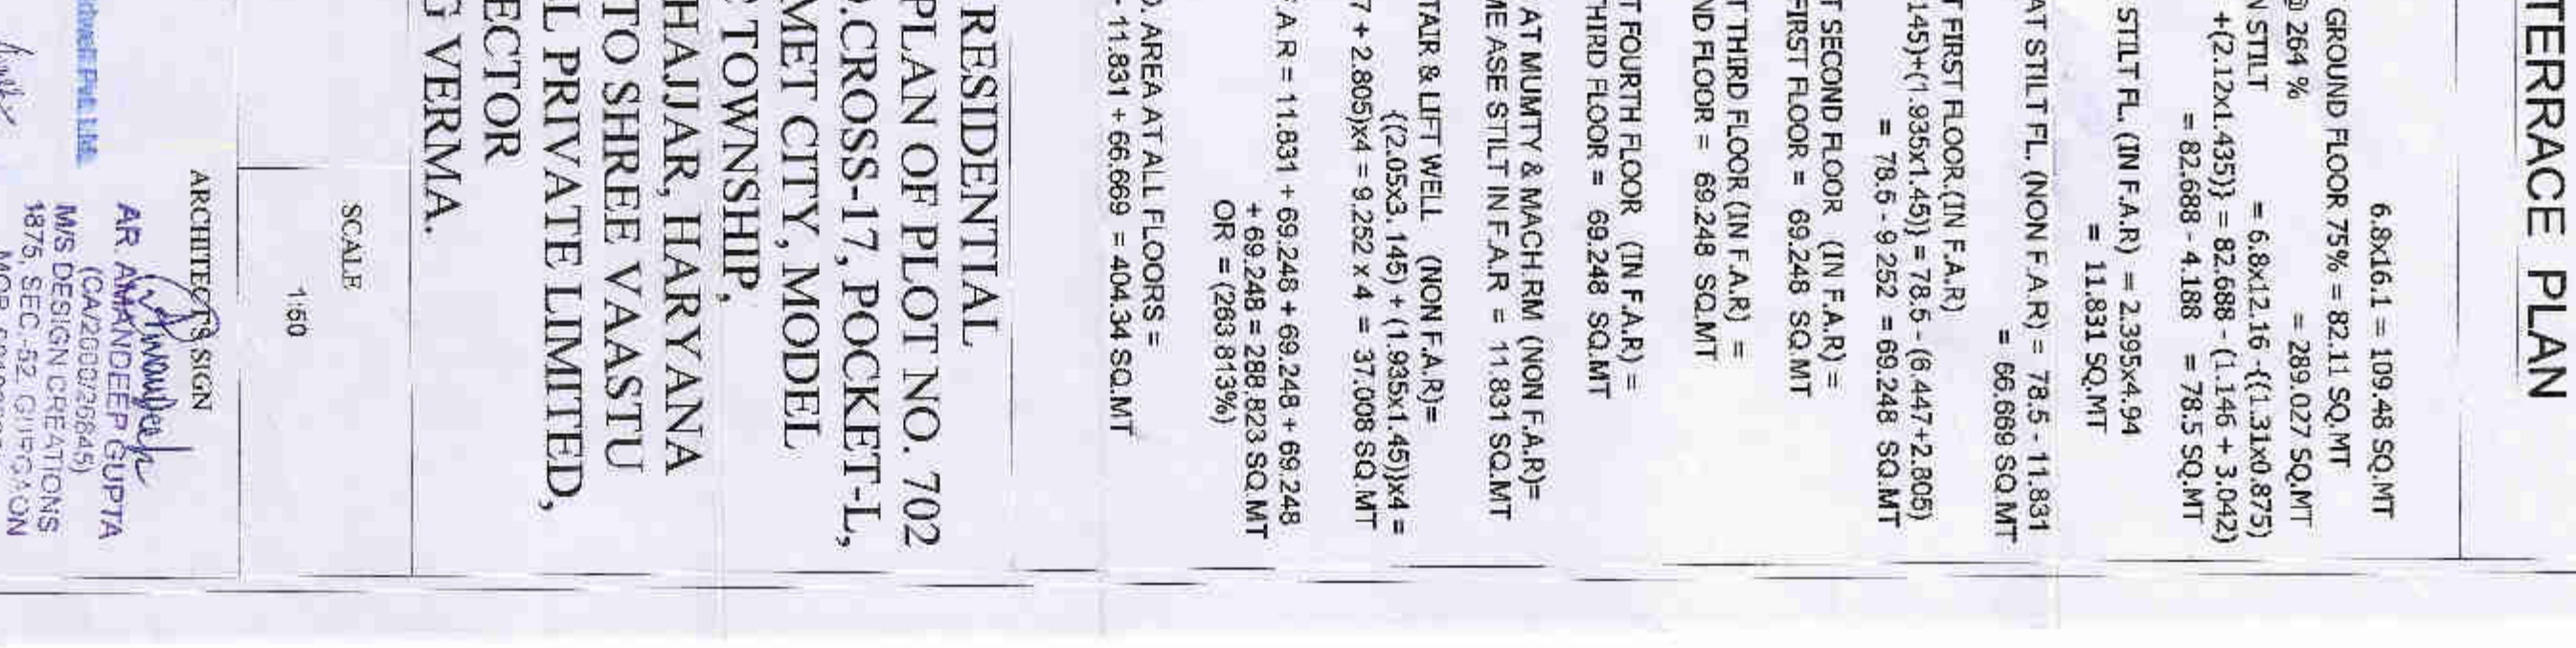 TERRACE PLAN
6.8x16.1 = 109.48 SQ.MT
GROUND FLOOR 75% = 82.11 SQ.MT
@ 264 % = 289.027 SQ.MT
N STILT = 6.8x12.16 -{(1.31x0.875)
+(2.12x1.435)} = 82.688 - (1.146 + 3.042)
= 82.688 - 4.188 = 78.5 SQ.MT
STILT FL. (IN F.A.R) = 2.395x4.94
= 11.831 SQ.MT
AT STILT FL. (NON F.A.R) = 78.5 - 11.831
= 66.669 SQ.MT
T FIRST FLOOR.(IN F.A.R)
145)+(1.935x1.45)} = 78.5 - (6.447+2.805)
= 78.5 - 9.252 = 69.248 SQ.MT
T SECOND FLOOR (IN F.A.R) =
FIRST FLOOR = 69.248 SQ.MT
T THIRD FLOOR (IN F.A.R) =
ND FLOOR = 69.248 SQ.MT
T FOURTH FLOOR (IN F.A.R) =
HIRD FLOOR = 69.248 SQ.MT
AT MUMTY & MACH.RM (NON F.A.R)=
ME ASE STILT IN F.A.R = 11.831 SQ.MT
TAIR & LIFT WELL (NON F.A.R)=
{(2.05x3.145) + (1.935x1.45)}x4 =
7 + 2.805)x4 = 9.252 x 4 = 37.008 SQ.MT
F A R = 11.831 + 69.248 + 69.248 + 69.248
+ 69.248 = 288.823 SQ.MT
OR = (263.813%)
AREA AT ALL FLOORS =
11.831 + 66.669 = 404.34 SQ.MT
RESIDENTIAL
PLAN OF PLOT NO. 702
.CROSS-17, POCKET-L,
MET CITY, MODEL
TOWNSHIP,
HAJJAR, HARYANA
TO SHREE VAASTU
L PRIVATE LIMITED,
ECTOR
G VERMA.
SCALE
1:50
ARCHITECT'S SIGN
AR AMANDEEP GUPTA
(CA/2000/26845)
M/S DESIGN CREATIONS
1875, SEC -52, GURGAON